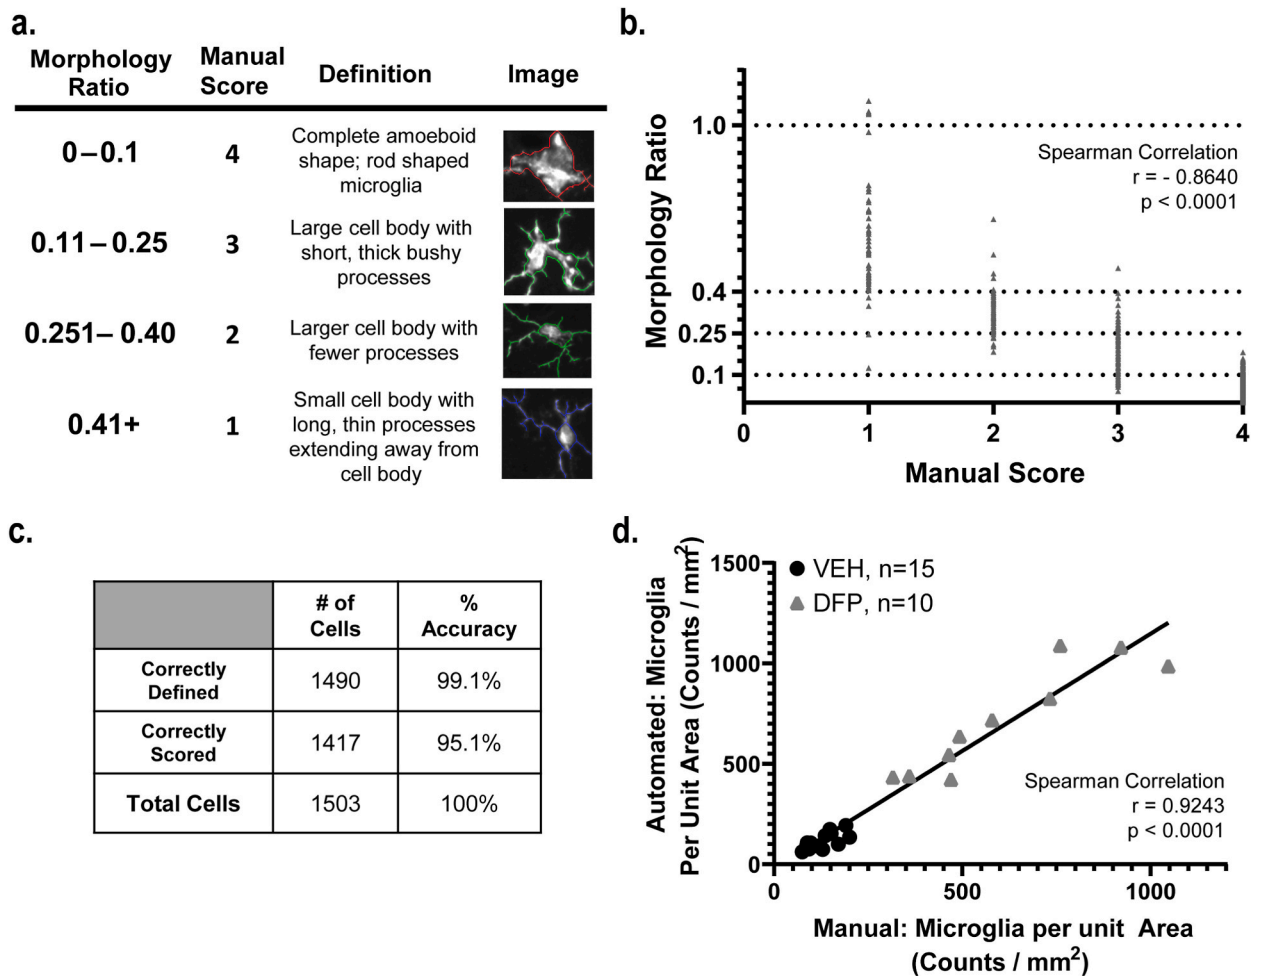 a.
Morphology
Ratio
Manual
Score
Definition
Image
0–0.1
4
Complete amoeboid
shape; rod shaped
microglia
0.11–0.25
3
Large cell body with
short, thick bushy
processes
0.251–0.40
2
Larger cell body with
fewer processes
0.41+
1
Small cell body with
long, thin processes
extending away from
cell body
b.
Morphology Ratio
1.0
0.4
0.25
0.1
Spearman Correlation
r = - 0.8640
p < 0.0001
0
1
2
3
4
Manual Score
c.
# of
Cells
%
Accuracy
Correctly
Defined
1490
99.1%
Correctly
Scored
1417
95.1%
Total Cells
1503
100%
d.
Automated: Microglia
Per Unit Area (Counts / mm²)
1500
1000
500
0
VEH, n=15
DFP, n=10
Spearman Correlation
r = 0.9243
p < 0.0001
0
500
1000
Manual: Microglia per unit Area
(Counts / mm²)